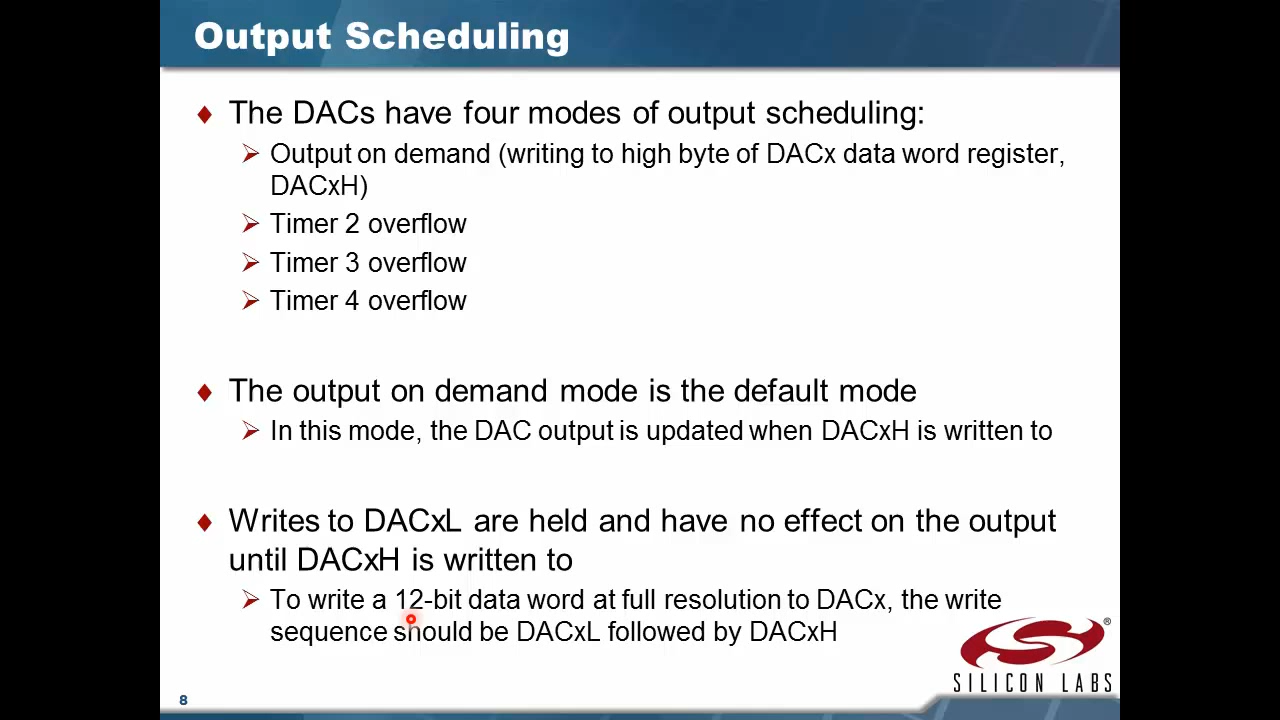 Output Scheduling
The DACs have four modes of output scheduling:
Output on demand (writing to high byte of DACx data word register,
DACxH)
Timer 2 overflow
Timer 3 overflow
Timer 4 overflow
The output on demand mode is the default mode
In this mode, the DAC output is updated when DACxH is written to
Writes to DACxL are held and have no effect on the output
until DACxH is written to
To write a 12-bit data word at full resolution to DACx, the write
sequence should be DACxL followed by DACxH
®
SILICON LABS
8